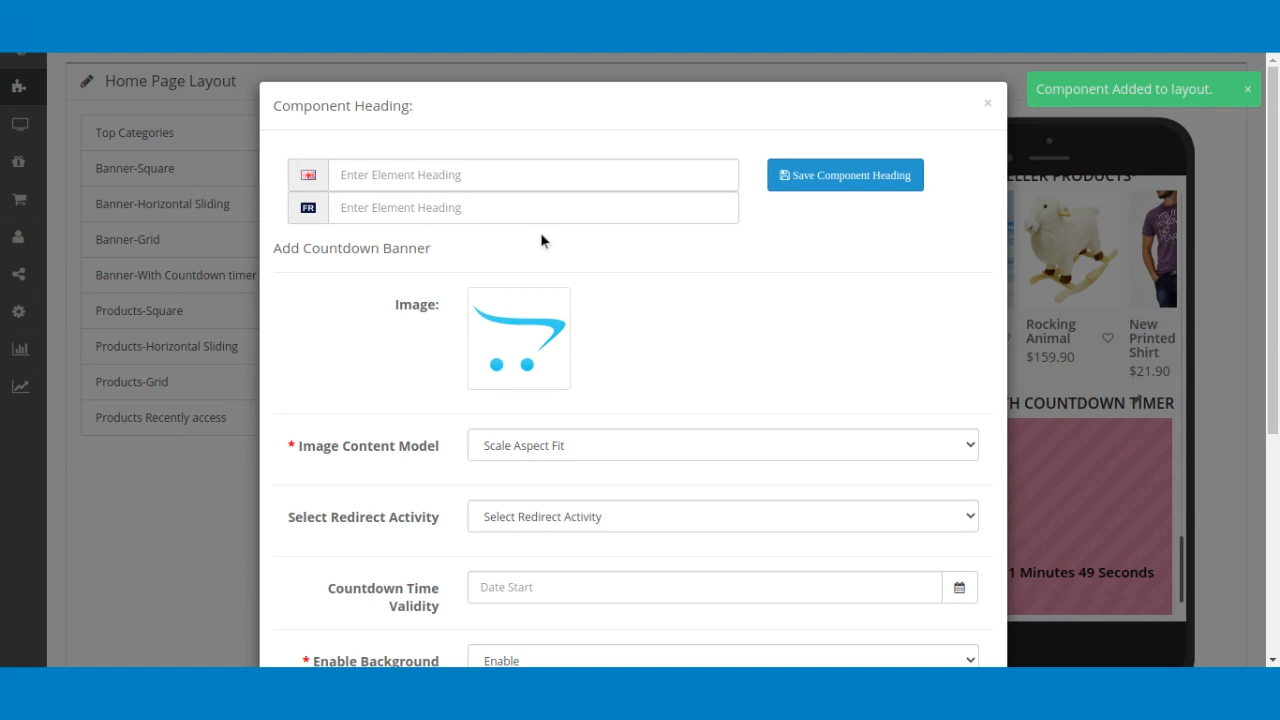 Home Page Layout
Component Heading:
×
Component Added to layout.
×
Top Categories
Banner-Square
Banner-Horizontal Sliding
Banner-Grid
Banner-With Countdown timer
Products-Square
Products-Horizontal Sliding
Products-Grid
Products Recently access
Enter Element Heading
Save Component Heading
FR
Enter Element Heading
Add Countdown Banner
Image:
* Image Content Model
Scale Aspect Fit
Select Redirect Activity
Select Redirect Activity
Countdown Time
Validity
Date Start
* Enable Background
Enable
ELLER PRODUCTS
Rocking
Animal
$159.90
New
Printed
Shirt
$21.90
H COUNTDOWN TIMER
1 Minutes 49 Seconds